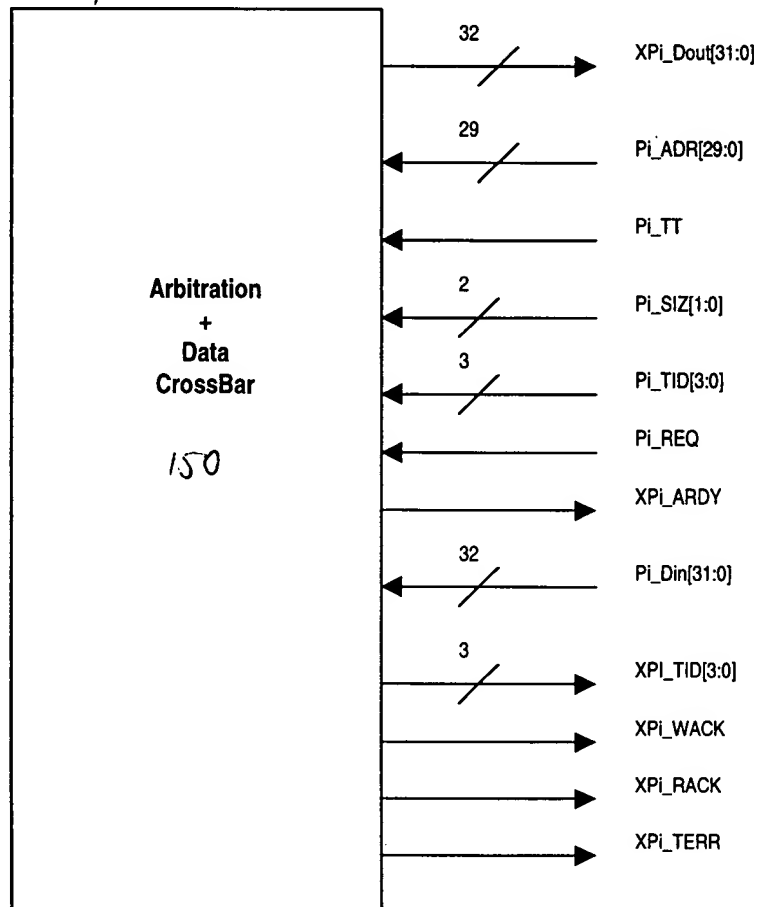 32
XPi_Dout[31:0]
29
Pi_ADR[29:0]
Pi_TT
2
Pi_SIZ[1:0]
3
Pi_TID[3:0]
Pi_REQ
XPi_ARDY
32
Pi_Din[31:0]
3
XPI_TID[3:0]
XPi_WACK
XPi_RACK
XPi_TERR
Arbitration
+
Data
CrossBar
150